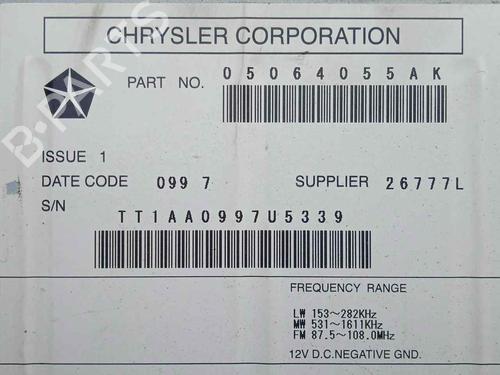 CHRYSLER CORPORATION
PART NO. 05064055AK
ISSUE 1
DATE CODE 099 7 SUPPLIER 26777L
S/N TT1AA0997U5339
FREQUENCY RANGE
LW 153~282KHz
MW 531~1611KHz
FM 87.5~108.0MHz
12V D.C.NEGATIVE GND.
B-PARTS